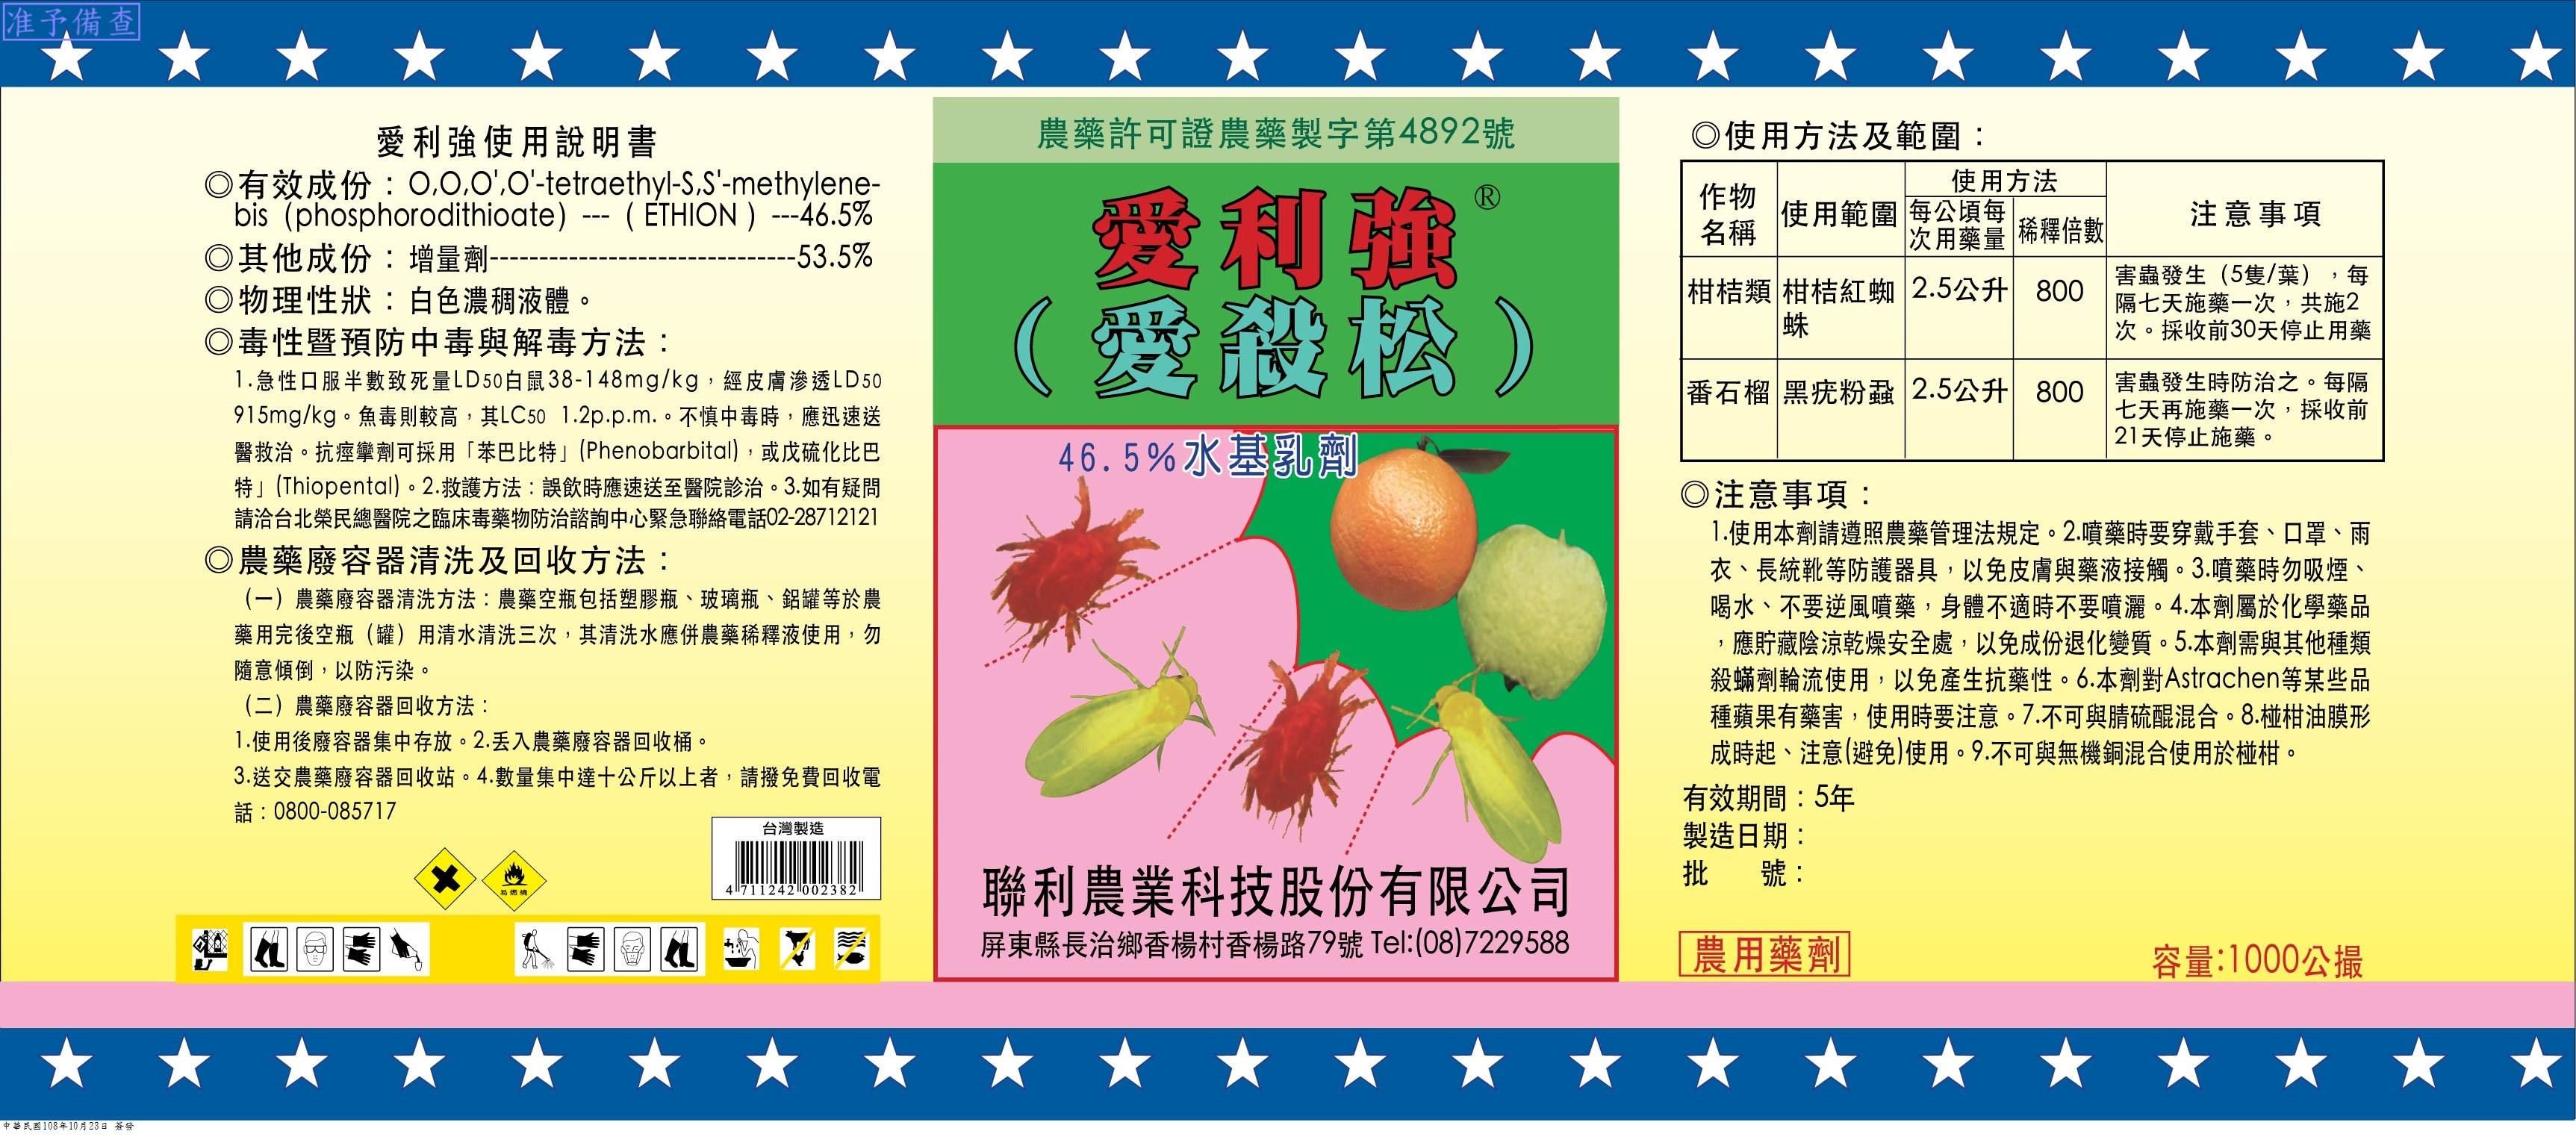 准予備查
愛利強使用說明書
◎有效成份：O,O,O',O'-tetraethyl-S,S'-methylene-
bis（phosphorodithioate）---（ETHION）---46.5%
◎其他成份：增量劑-------------------------------53.5%
◎物理性狀：白色濃稠液體。
◎毒性暨預防中毒與解毒方法：
1.急性口服半數致死量LD50白鼠38-148mg/kg，經皮膚滲透LD50
915mg/kg。魚毒則較高，其LC50 1.2p.p.m.。不慎中毒時，應迅速送
醫救治。抗痙攣劑可採用「苯巴比特」(Phenobarbital)，或戊硫化比巴
特」(Thiopental)。2.救護方法：誤飲時應速送至醫院診治。3.如有疑問
請洽台北榮民總醫院之臨床毒藥物防治諮詢中心緊急聯絡電話02-28712121
◎農藥廢容器清洗及回收方法：
（一）農藥廢容器清洗方法：農藥空瓶包括塑膠瓶、玻璃瓶、鋁罐等於農
藥用完後空瓶（罐）用清水清洗三次，其清洗水應併農藥稀釋液使用，勿
隨意傾倒，以防污染。
（二）農藥廢容器回收方法：
1.使用後廢容器集中存放。2.丟入農藥廢容器回收桶。
3.送交農藥廢容器回收站。4.數量集中達十公斤以上者，請撥免費回收電
話：0800-085717
易燃機
台灣製造
4 711242 002382
農藥許可證農藥製字第4892號
愛利強®
（愛殺松）
46.5%水基乳劑
聯利農業科技股份有限公司
屏東縣長治鄉香楊村香楊路79號 Tel:(08)7229588
◎使用方法及範圍：
作物名稱 使用範圍 使用方法 注意事項
每公頃每次用藥量 稀釋倍數
柑桔類 柑桔紅蜘蛛 2.5公升 800 害蟲發生（5隻/葉），每
隔七天施藥一次，共施2
次。採收前30天停止用藥
番石榴 黑疣粉蝨 2.5公升 800 害蟲發生時防治之。每隔
七天再施藥一次，採收前
21天停止施藥。
◎注意事項：
1.使用本劑請遵照農藥管理法規定。2.噴藥時要穿戴手套、口罩、雨
衣、長統靴等防護器具，以免皮膚與藥液接觸。3.噴藥時勿吸煙、
喝水、不要逆風噴藥，身體不適時不要噴灑。4.本劑屬於化學藥品
，應貯藏陰涼乾燥安全處，以免成份退化變質。5.本劑需與其他種類
殺蟎劑輪流使用，以免產生抗藥性。6.本劑對Astrachen等某些品
種蘋果有藥害，使用時要注意。7.不可與腈硫醌混合。8.椪柑油膜形
成時起、注意(避免)使用。9.不可與無機銅混合使用於椪柑。
有效期間：5年
製造日期：
批 號：
農用藥劑
容量:1000公撮
中華民國108年10月23日 簽發